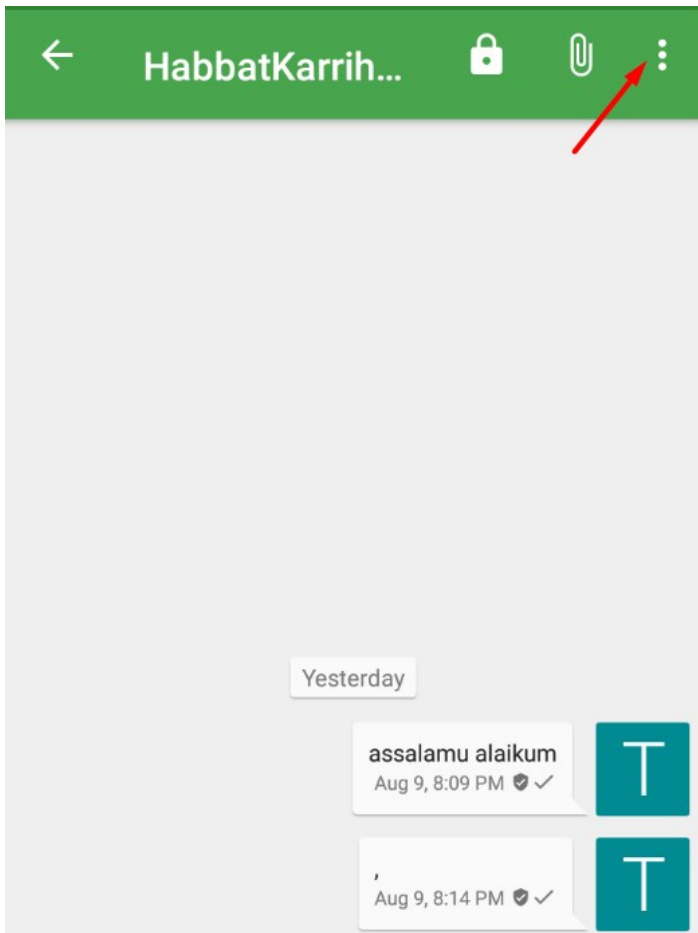 HabbatKarrih...
Yesterday
assalamu alaikum
Aug 9, 8:09 PM
T
,
Aug 9, 8:14 PM
T